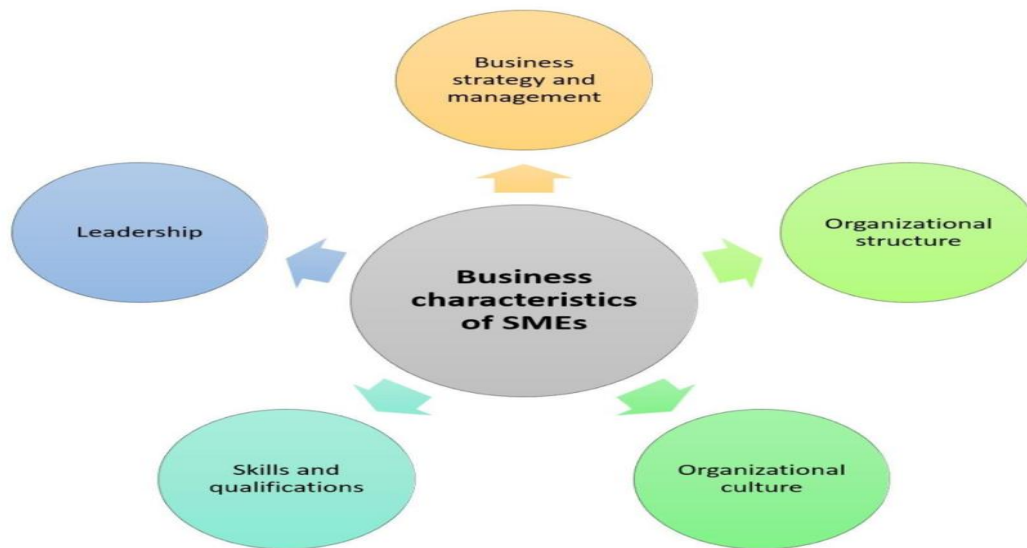 Business
strategy and
management
Leadership
Organizational
structure
Business
characteristics
of SMEs
Skills and
qualifications
Organizational
culture